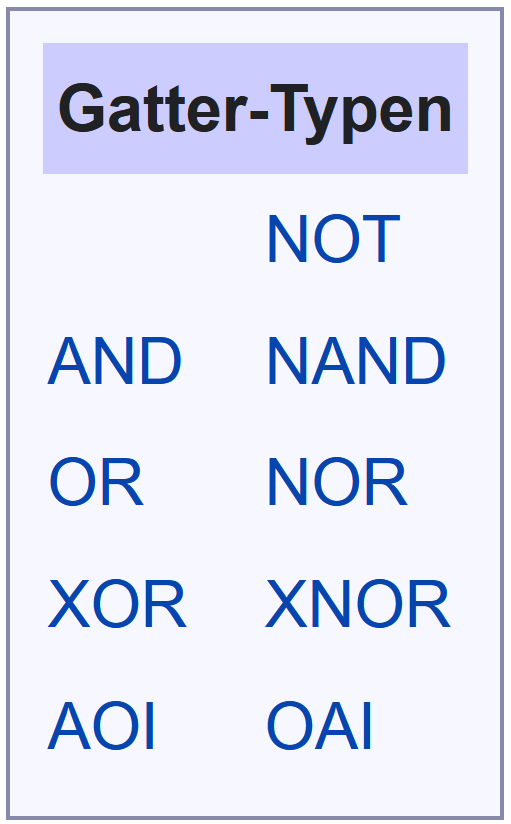 Gatter-Typen
NOT
AND NAND
OR NOR
XOR XNOR
AOI OAI